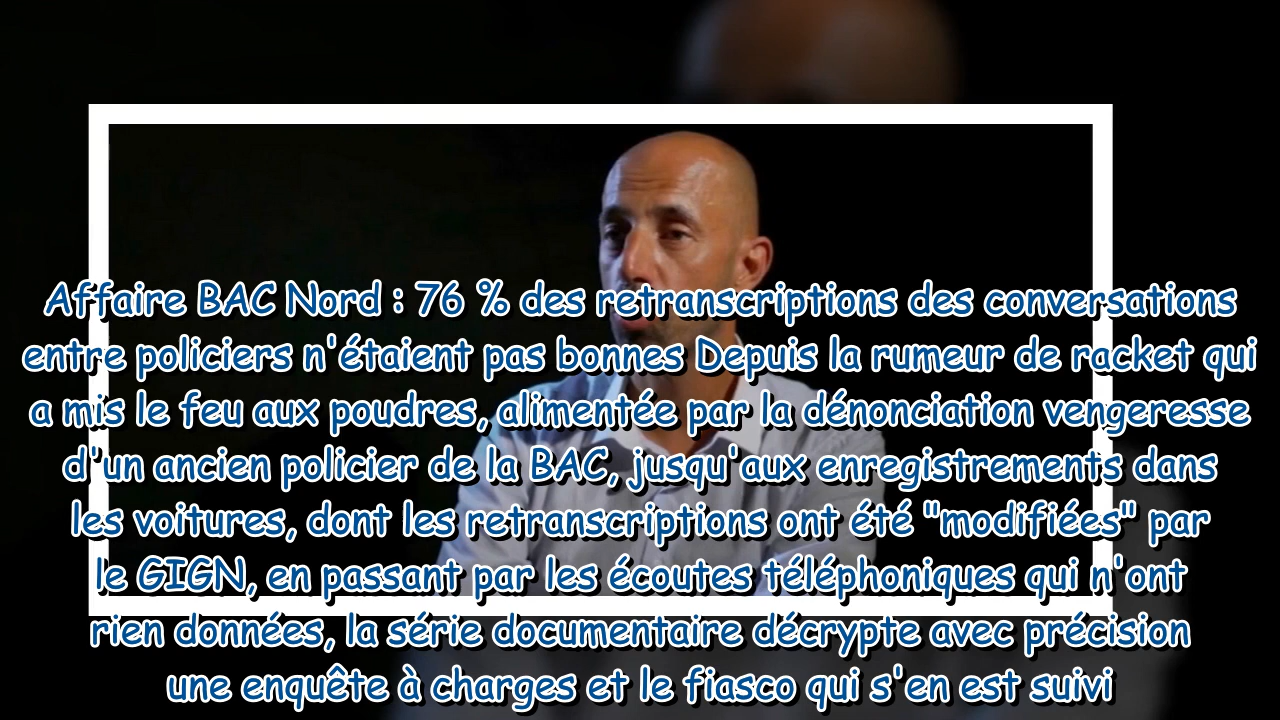 Affaire BAC Nord : 76 % des retranscriptions des conversations
entre policiers n'étaient pas bonnes Depuis la rumeur de racket qui
a mis le feu aux poudres, alimentée par la dénonciation vengeresse
d'un ancien policier de la BAC, jusqu'aux enregistrements dans
les voitures, dont les retranscriptions ont été "modifiées" par
le GIGN, en passant par les écoutes téléphoniques qui n'ont
rien données, la série documentaire décrypte avec précision
une enquête à charges et le fiasco qui s'en est suivi